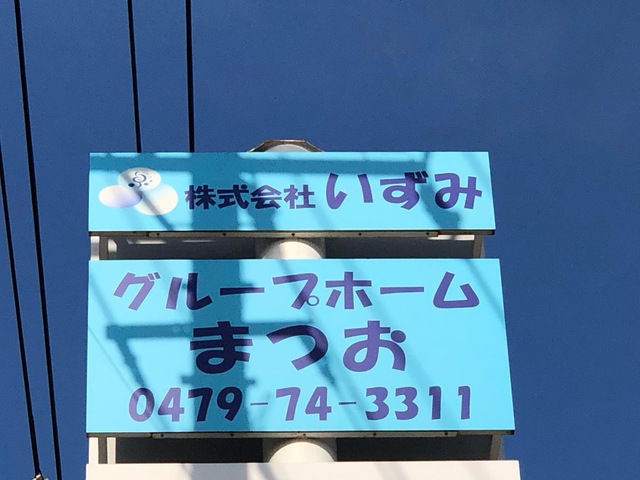 株式会社いずみ
グループホーム
まつお
0479-74-3311